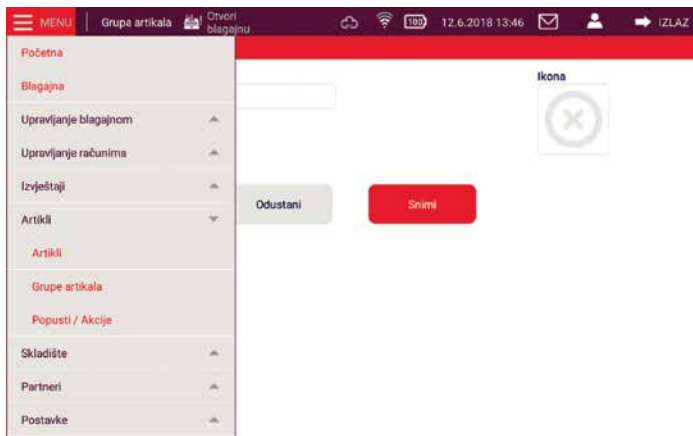 MENU
Grupa artikala
Otvori
blagajnu
100
12.6.2018 13:46
IZLAZ
Početna
Blagajna
Ikona
Upravljanje blagajnom
Upravljanje računima
Izvještaji
Odustani
Snimi
Artikli
Artikli
Grupe artikala
Popusti / Akcije
Skladište
Partneri
Postavke